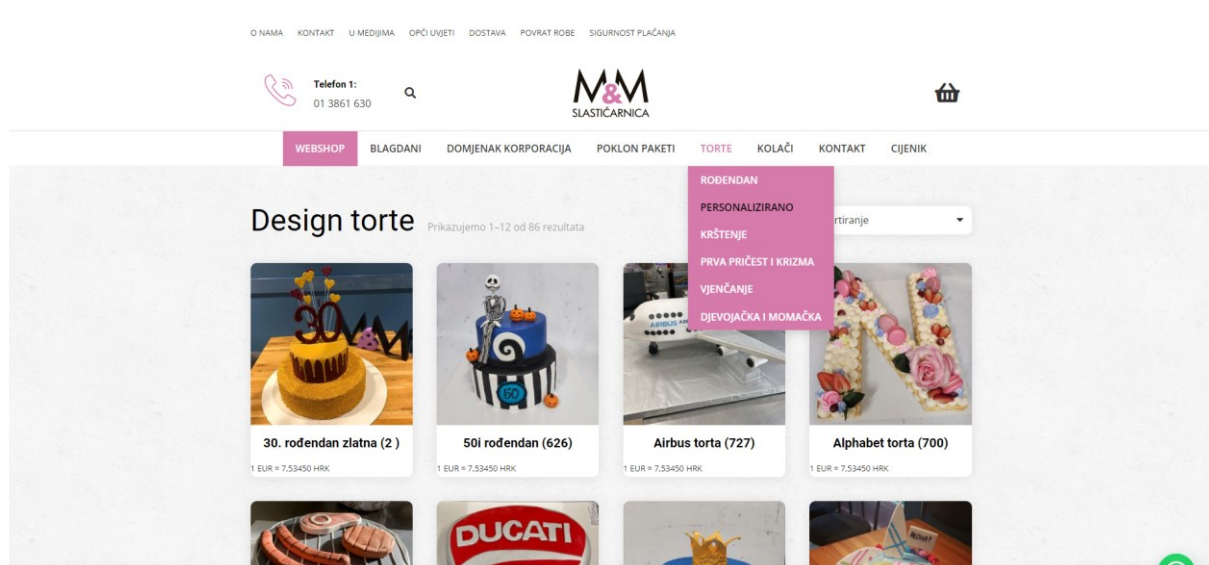 O NAMA KONTAKT U MEDIJIMA OPĆI UVJETI DOSTAVA POVRAT ROBE SIGURNOST PLAĆANJA
Telefon 1:
01 3861 630
M&M
SLASTIČARNICA
WEBSHOP BLAGDANI DOMJENAK KORPORACIJA POKLON PAKETI TORTE KOLAČI KONTAKT CIJENIK
ROĐENDAN
PERSONALIZIRANO
KRŠTENJE
PRVA PRIČEST I KRIZMA
VJENČANJE
DJEVOJAČKA I MOMAČKA
Design torte Prikazujemo 1–12 od 86 rezultata
rtiranje
30
50
AIRBUS
30. rođendan zlatna (2 ) 50i rođendan (626) Airbus torta (727) Alphabet torta (700)
1 EUR = 7.53450 HRK 1 EUR = 7.53450 HRK 1 EUR = 7.53450 HRK 1 EUR = 7.53450 HRK
DUCATI